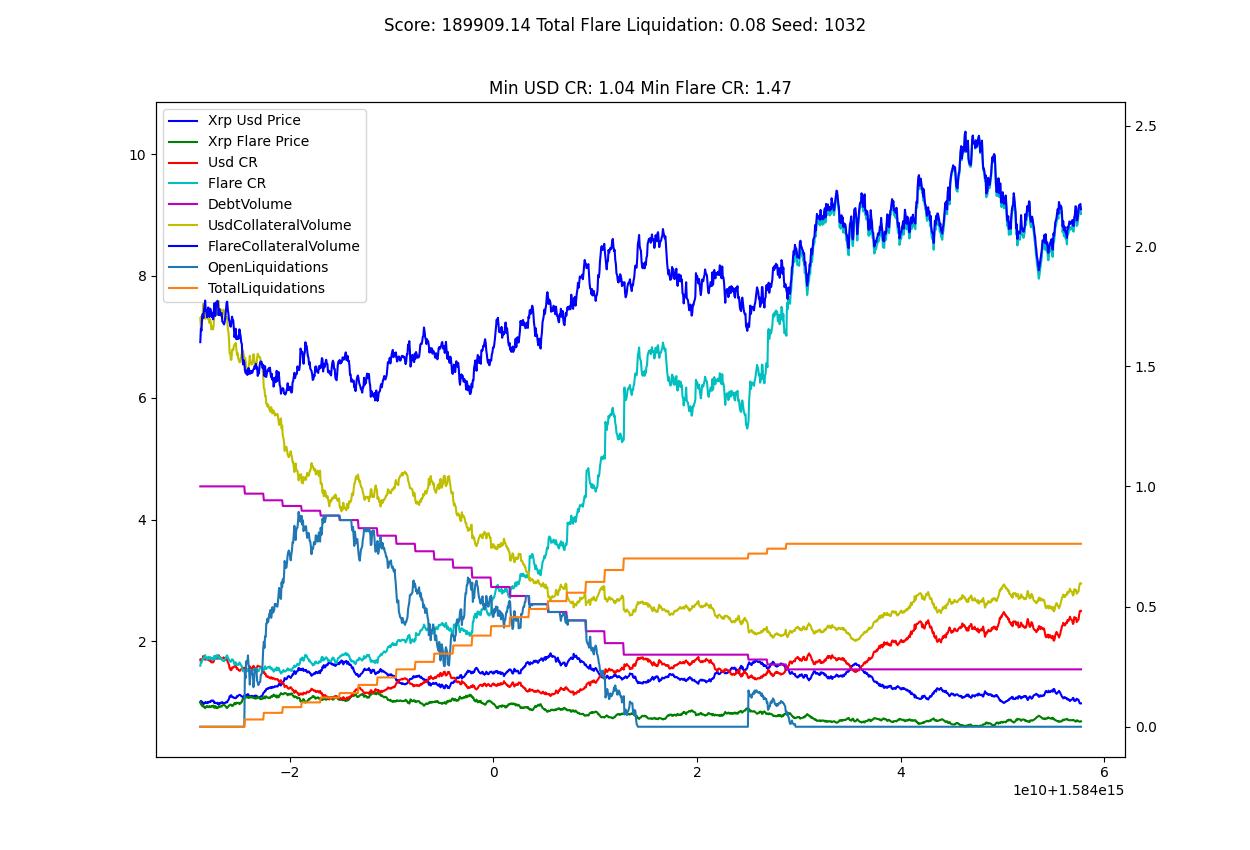 Score: 189909.14 Total Flare Liquidation: 0.08 Seed: 1032
Min USD CR: 1.04 Min Flare CR: 1.47
Xrp Usd Price
Xrp Flare Price
Usd CR
Flare CR
DebtVolume
UsdCollateralVolume
FlareCollateralVolume
OpenLiquidations
TotalLiquidations
10
8
6
4
2
2.5
2.0
1.5
1.0
0.5
0.0
−2 0 2 4 6
1e10+1.584e15